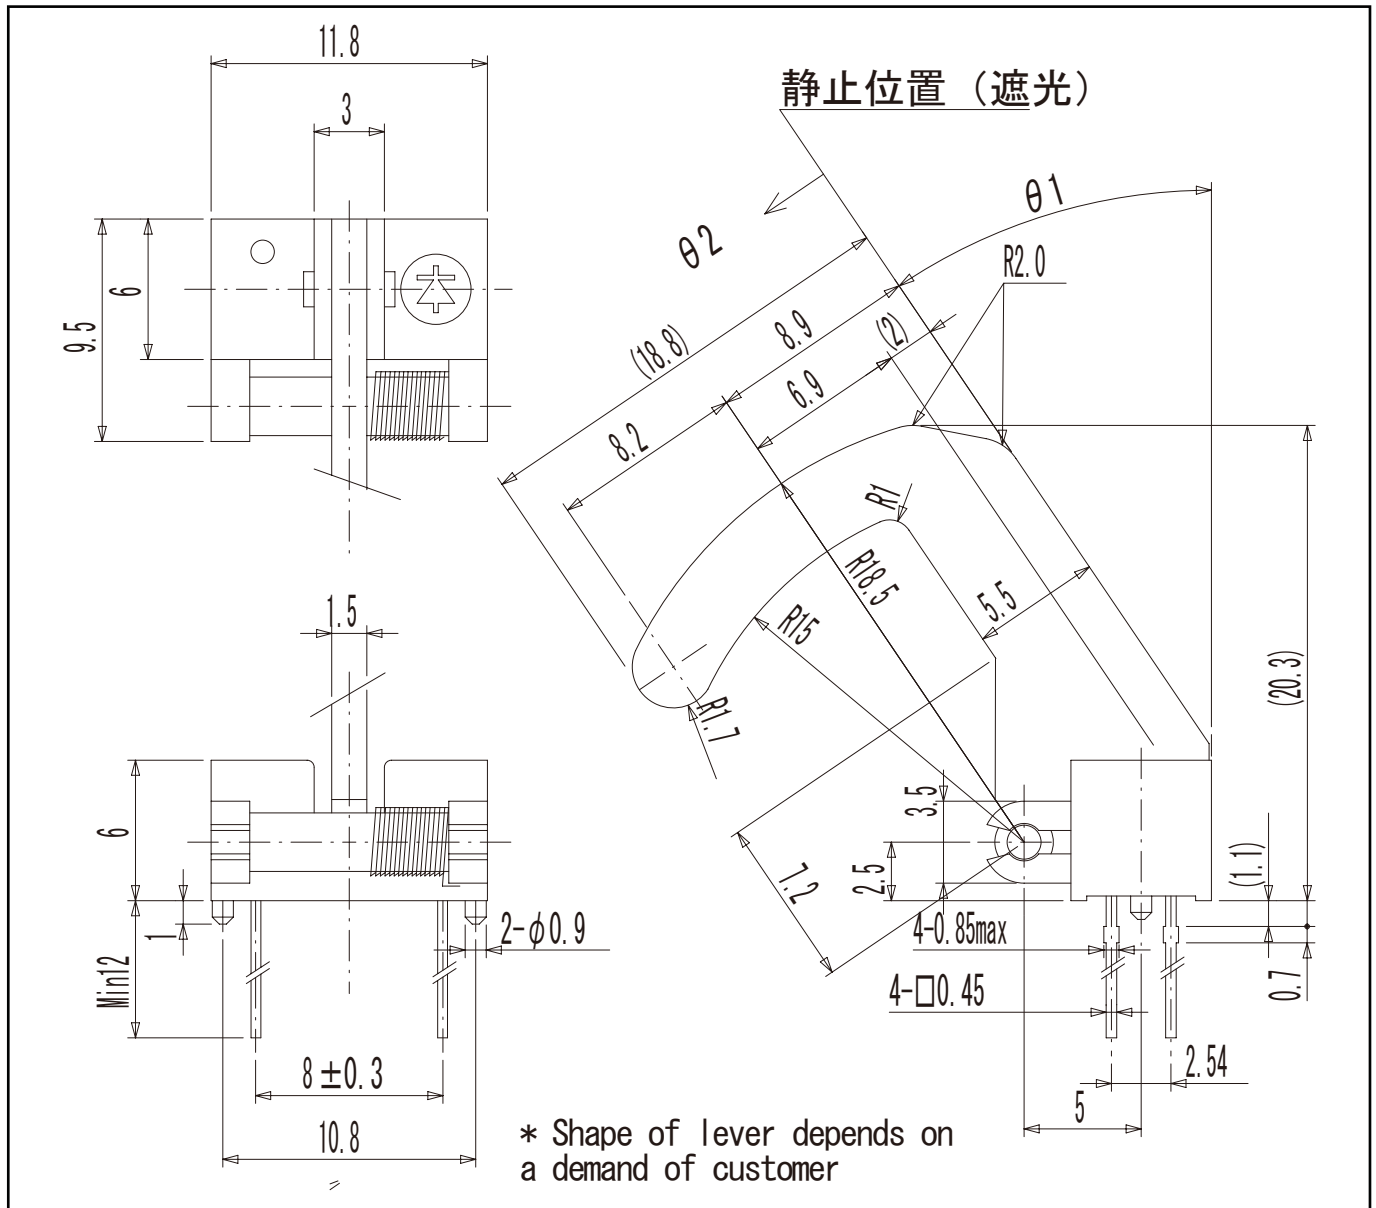 11.8
3
静止位置（遮光）
θ1
θ2
R2.0
6
9.5
(18.8)
8.9
(2)
6.9
8.2
R1
R18.5
R15
5.5
R1.7
(20.3)
1.5
6
1
Min12
2-φ0.9
8±0.3
10.8
3.5
2.5
7.2
(1.1)
0.7
4-0.85max
4-□0.45
2.54
5
* Shape of lever depends on
a demand of customer